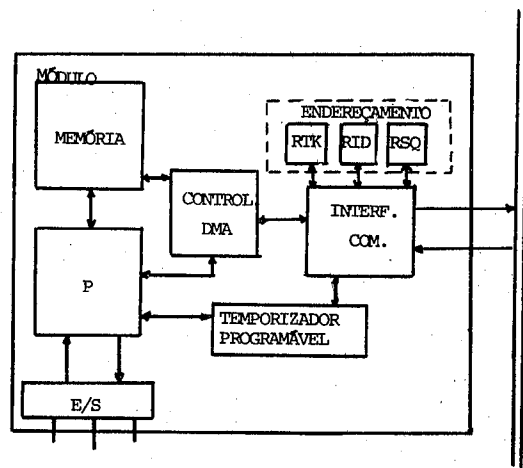 MÓDULO
MEMÓRIA
ENDEREÇAMENTO
RTK RID RSQ
CONTROL
DMA
INTERF.
COM.
P
TEMPORIZADOR
PROGRAMÁVEL
E/S